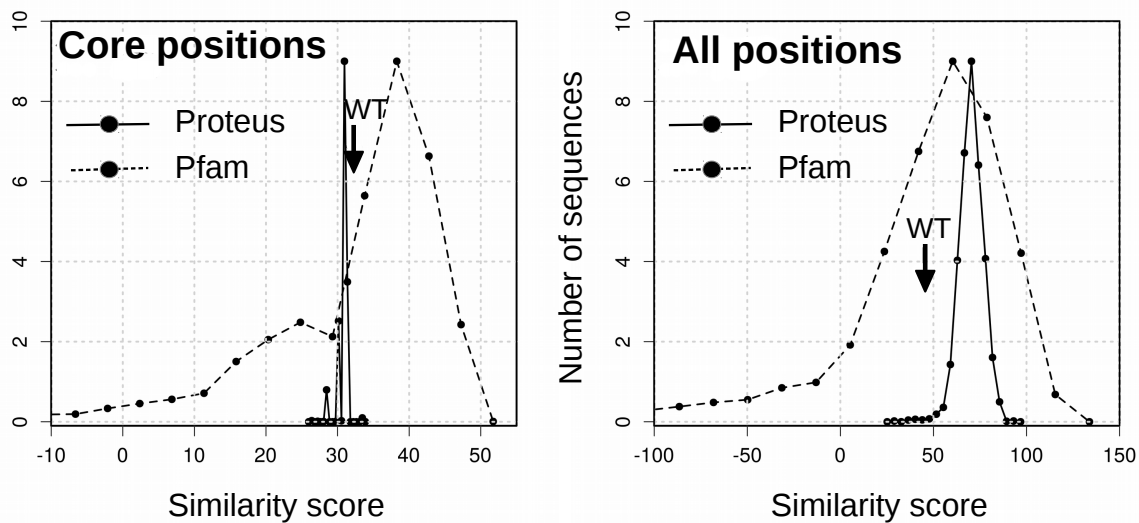 Core positions
10
8
6
4
2
0
WT
Proteus
Pfam
-10 0 10 20 30 40 50
Similarity score
All positions
Number of sequences
10
8
6
4
2
0
Proteus
Pfam
WT
-100 -50 0 50 100 150
Similarity score